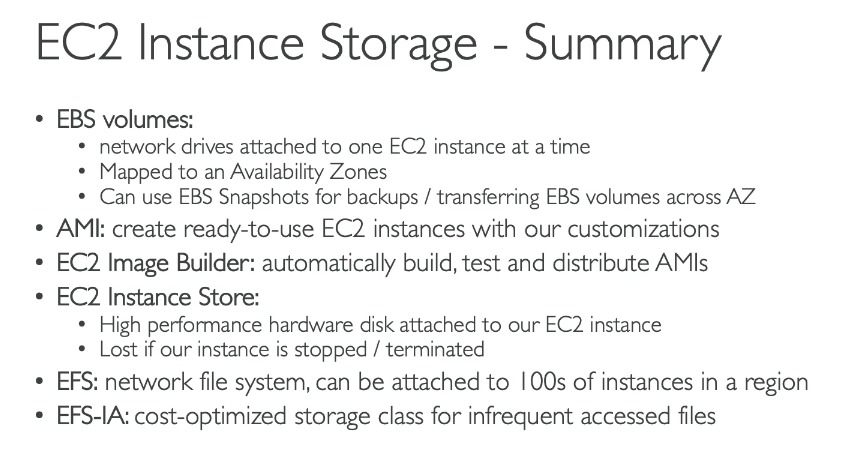 EC2 Instance Storage - Summary
• EBS volumes:
• network drives attached to one EC2 instance at a time
• Mapped to an Availability Zones
• Can use EBS Snapshots for backups / transferring EBS volumes across AZ
• AMI: create ready-to-use EC2 instances with our customizations
• EC2 Image Builder: automatically build, test and distribute AMIs
• EC2 Instance Store:
• High performance hardware disk attached to our EC2 instance
• Lost if our instance is stopped / terminated
• EFS: network file system, can be attached to 100s of instances in a region
• EFS-IA: cost-optimized storage class for infrequent accessed files